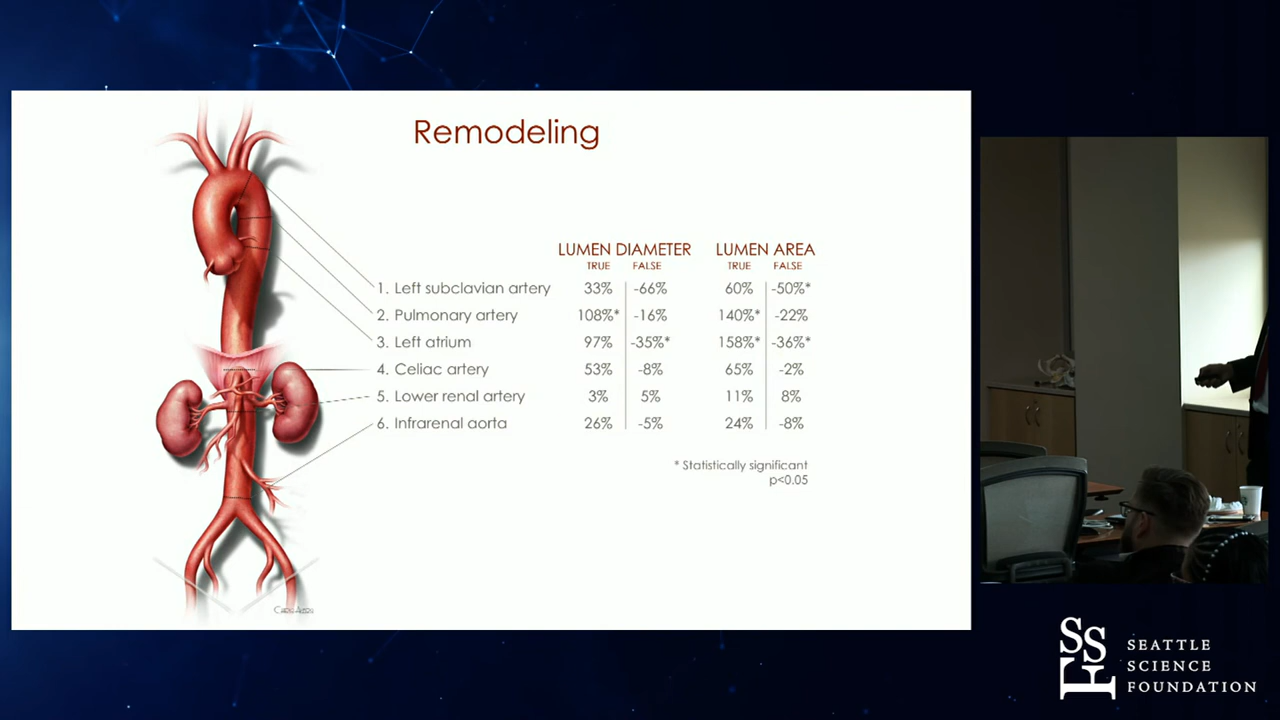 Remodeling
LUMEN DIAMETER LUMEN AREA
TRUE FALSE TRUE FALSE
1. Left subclavian artery 33% -66% 60% -50%*
2. Pulmonary artery 108%* -16% 140%* -22%
3. Left atrium 97% -35%* 158%* -36%*
4. Celiac artery 53% -8% 65% -2%
5. Lower renal artery 3% 5% 11% 8%
6. Infrarenal aorta 26% -5% 24% -8%
* Statistically significant
p<0.05
SSF
SEATTLE
SCIENCE
FOUNDATION